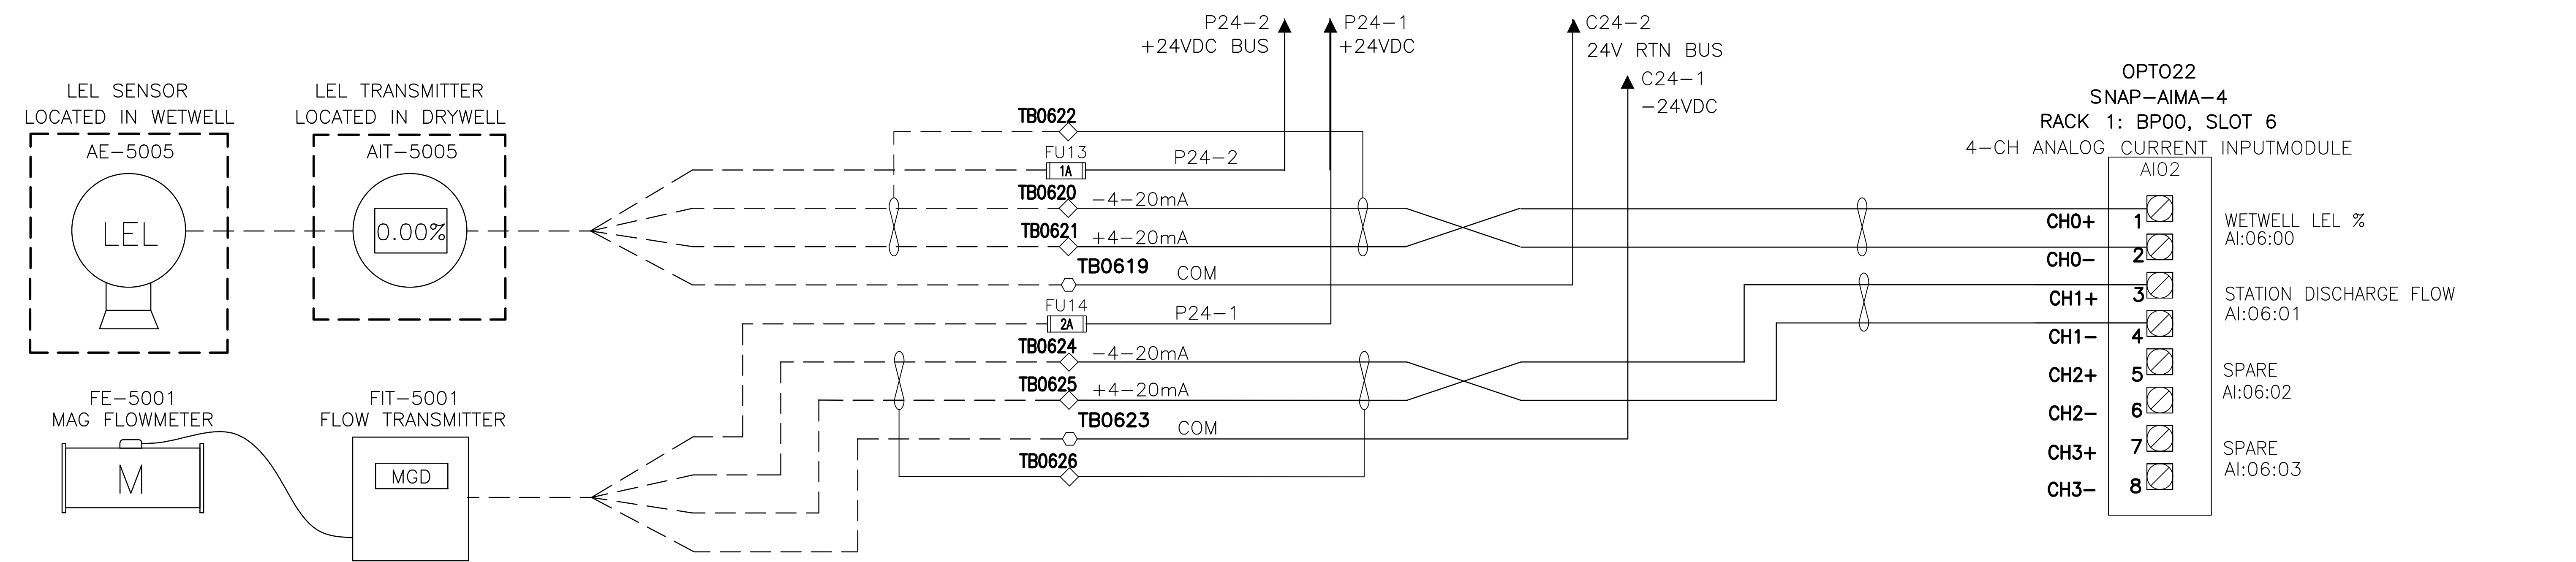 P24-2
+24VDC BUS
P24-1
+24VDC
C24-2
24V RTN BUS
C24-1
-24VDC
LEL SENSOR
LOCATED IN WETWELL
AE-5005
LEL
LEL TRANSMITTER
LOCATED IN DRYWELL
AIT-5005
0.00%
TB0622
FU13
1A
P24-2
TB0620
-4-20mA
TB0621
+4-20mA
TB0619
COM
FU14
2A
P24-1
TB0624
-4-20mA
TB0625
+4-20mA
TB0623
COM
TB0626
FE-5001
MAG FLOWMETER
M
FIT-5001
FLOW TRANSMITTER
MGD
OPTO22
SNAP-AIMA-4
RACK 1: BP00, SLOT 6
4-CH ANALOG CURRENT INPUTMODULE
AI02
CH0+ 1
CH0- 2
CH1+ 3
CH1- 4
CH2+ 5
CH2- 6
CH3+ 7
CH3- 8
WETWELL LEL %
AI:06:00
STATION DISCHARGE FLOW
AI:06:01
SPARE
AI:06:02
SPARE
AI:06:03